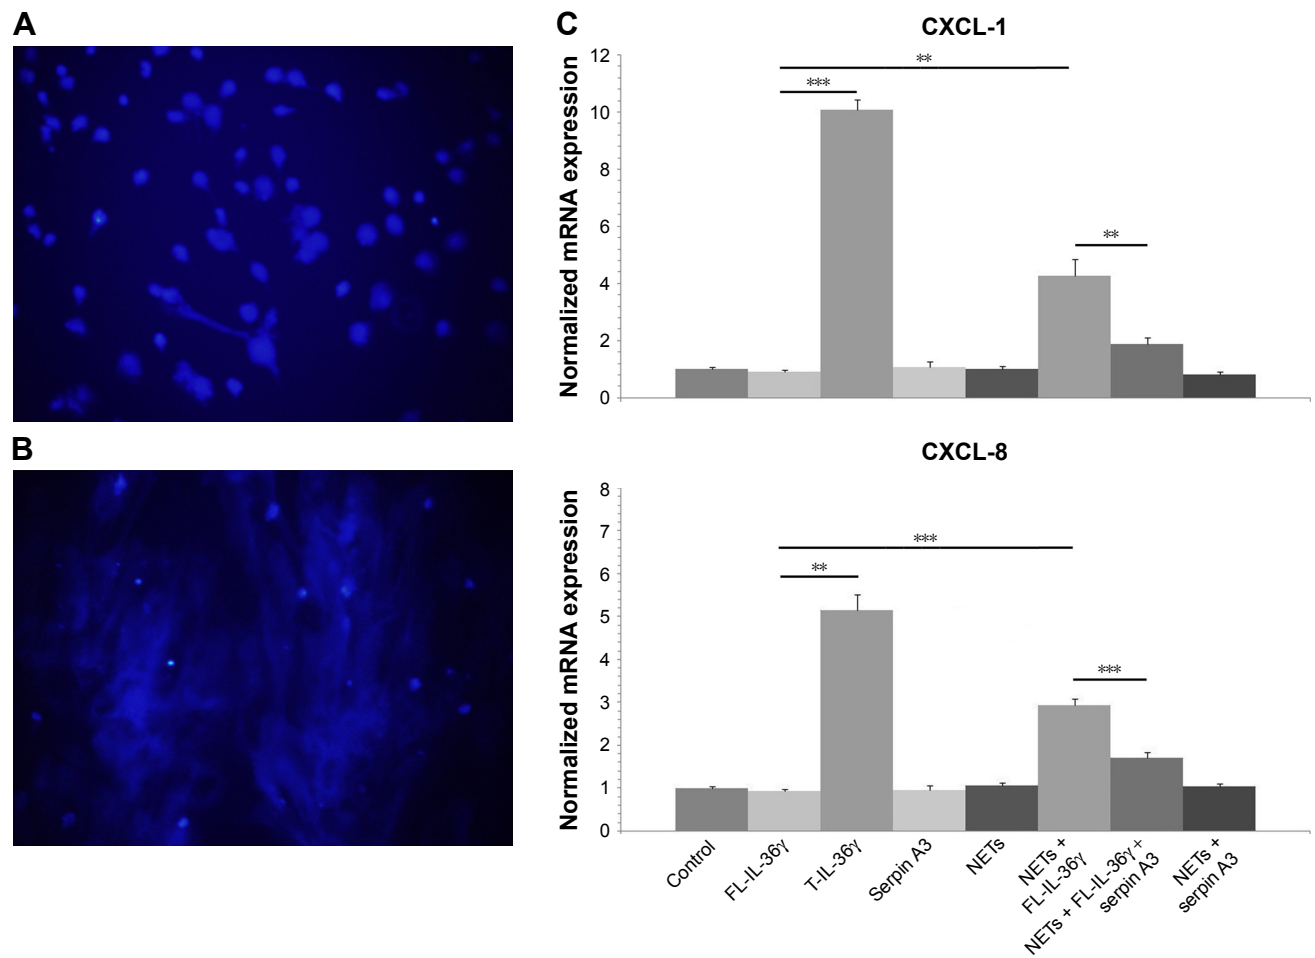 A
B
C
CXCL-1
Normalized mRNA expression
12
10
8
6
4
2
0
**
***
**
CXCL-8
Normalized mRNA expression
8
7
6
5
4
3
2
1
0
***
**
***
Control
FL-IL-36γ
T-IL-36γ
Serpin A3
NETs
NETs +
FL-IL-36γ
NETs + FL-IL-36γ +
serpin A3
NETs +
serpin A3